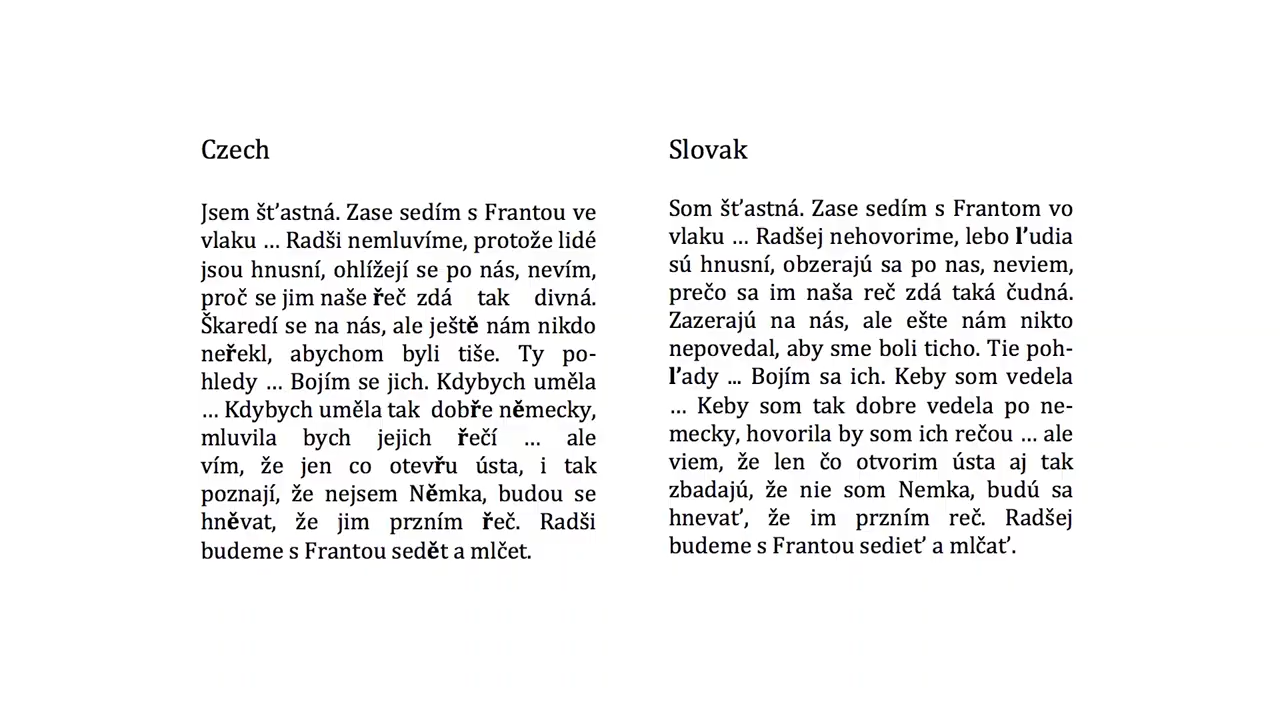 Czech
Jsem šťastná. Zase sedím s Frantou ve
vlaku ... Radši nemluvíme, protože lidé
jsou hnusní, ohlížejí se po nás, nevím,
proč se jim naše řeč zdá tak divná.
Škaredí se na nás, ale ještě nám nikdo
neřekl, abychom byli tiše. Ty po-
hledy ... Bojím se jich. Kdybych uměla
... Kdybych uměla tak dobře německy,
mluvila bych jejich řečí ... ale
vím, že jen co otevřu ústa, i tak
poznají, že nejsem Němka, budou se
hněvat, že jim przním řeč. Radši
budeme s Frantou sedět a mlčet.
Slovak
Som šťastná. Zase sedím s Frantom vo
vlaku ... Radšej nehovorime, lebo ľudia
sú hnusní, obzerajú sa po nas, neviem,
prečo sa im naša reč zdá taká čudná.
Zazerajú na nás, ale ešte nám nikto
nepovedal, aby sme boli ticho. Tie poh-
ľady ... Bojím sa ich. Keby som vedela
... Keby som tak dobre vedela po ne-
mecky, hovorila by som ich rečou ... ale
viem, že len čo otvorim ústa aj tak
zbadajú, že nie som Nemka, budú sa
hnevať, že im przním reč. Radšej
budeme s Frantou sedieť a mlčať.